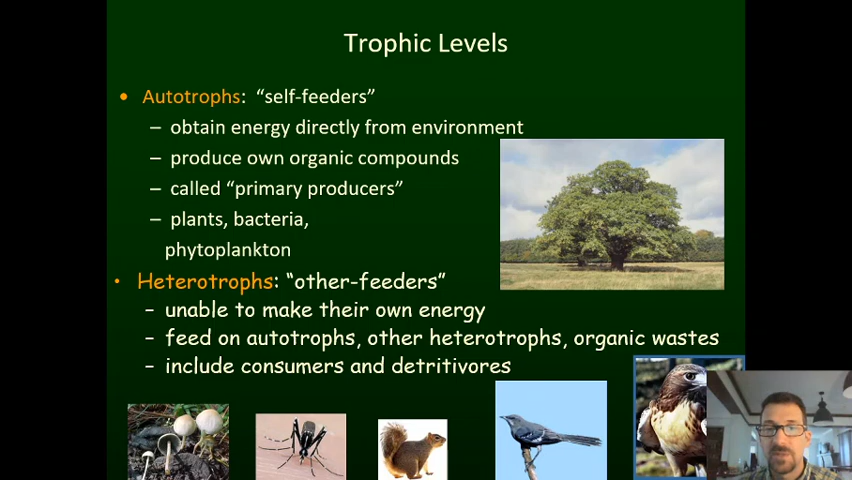 Trophic Levels
• Autotrophs: “self-feeders”
– obtain energy directly from environment
– produce own organic compounds
– called “primary producers”
– plants, bacteria,
phytoplankton
• Heterotrophs: “other-feeders”
– unable to make their own energy
– feed on autotrophs, other heterotrophs, organic wastes
– include consumers and detritivores